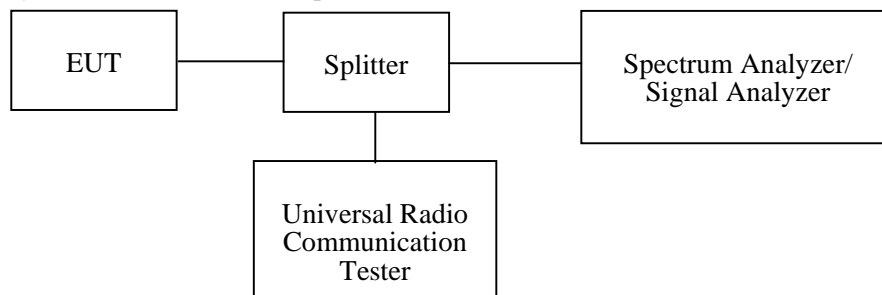 EUT
Splitter
Spectrum Analyzer/
Signal Analyzer
Universal Radio
Communication
Tester